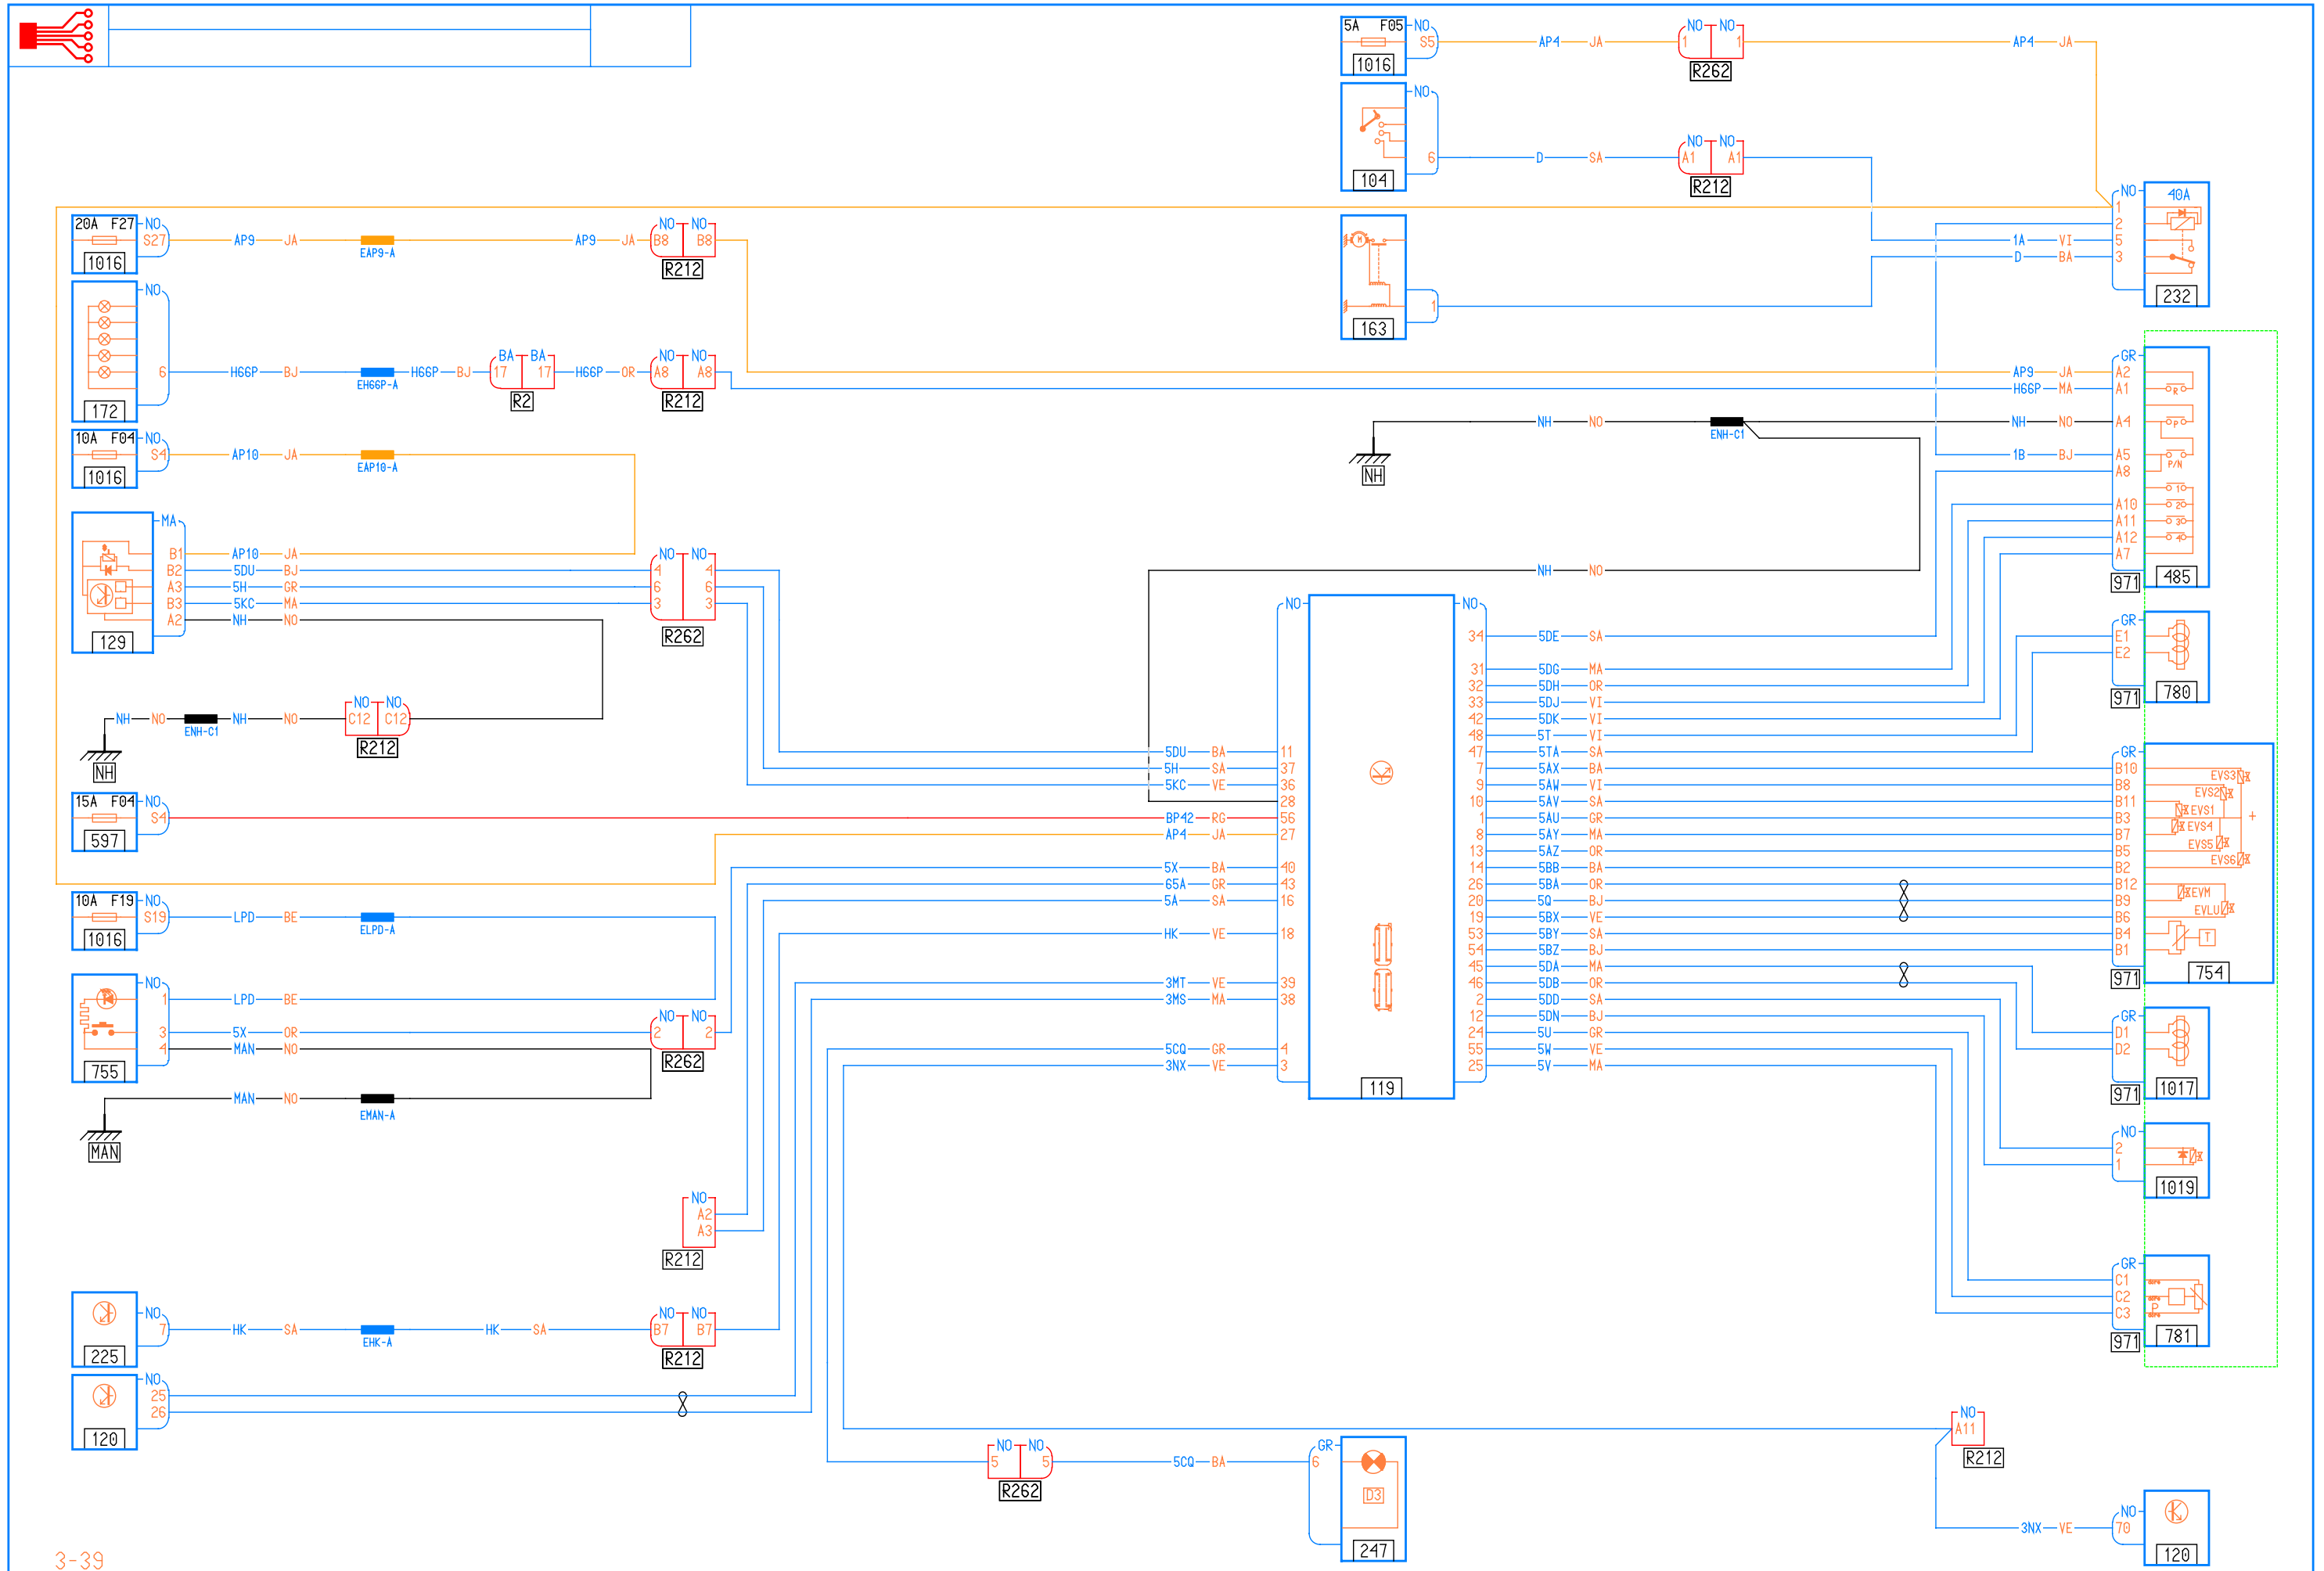 5A F05 NO
S5 AP4 JA
NO NO
1 1
AP4 JA
1016
R262
NO
6 D SA
NO NO
A1 A1
104
R212
NO 40A
1
2
1A VI 5
D BA 3
232
20A F27 NO
S27 AP9 JA
EAP9-A
AP9 JA
NO NO
B8 B8
1016
R212
163
1
172
NO
6 H66P BJ
EH66P-A
H66P BJ
BA BA
17 17
R2
H66P OR
NO NO
A8 A8
R212
GR
AP9 JA A2
H66P MA A1
R
NH NO
ENH-C1
NH NO A4
P
1B BJ A5
A8
P/N
1
A10 2
A11 3
A12 4
A7
971 485
NH
10A F04 NO
S4 AP10 JA
EAP10-A
1016
MA
B1 AP10 JA
B2 5DU BJ
A3 5H GR
B3 5KC MA
A2 NH NO
129
NO NO
4 4
6 6
3 3
R262
NH NO
NH NO
ENH-C1
NH NO
NO NO
C12 C12
R212
NH
NO NO
5DU BA 11
5H SA 37
5KC VE 36
28
BP42 RG 56
AP4 JA 27
5X BA 40
65A GR 43
5A SA 16
HK VE 18
3MT VE 39
3MS MA 38
5CQ GR 4
3NX VE 3
119
34 5DE SA
31 5DG MA
32 5DH OR
33 5DJ VI
42 5DK VI
48 5T VI
47 5TA SA
7 5AX BA
9 5AW VI
10 5AV SA
1 5AU GR
8 5AY MA
13 5AZ OR
14 5BB BA
26 5BA OR
20 5Q BJ
19 5BX VE
53 5BY SA
54 5BZ BJ
45 5DA MA
46 5DB OR
2 5DD SA
12 5DN BJ
24 5U GR
55 5W VE
25 5V MA
GR
E1
E2
971 780
GR
B10 EVS3
B8 EVS2
B11 EVS1
B3 +
B7 EVS4
B5 EVS5
B2 EVS6
B12 EVM
B9
B6 EVLU
B4 T
B1
971 754
GR
D1
D2
971 1017
NO
2
1
1019
GR
C1
C2
C3
P
971 781
15A F04 NO
S4
597
10A F19 NO
S19 LPD BE
ELPD-A
1016
NO
1 LPD BE
3 5X OR
4 MAN NO
755
NO NO
2 2
R262
MAN NO
EMAN-A
MAN
NO
A2
A3
R212
NO
7 HK SA
EHK-A
HK SA
NO NO
B7 B7
225
R212
NO
25
26
120
NO NO
5 5
R262
5CQ BA
GR
6
D3
247
NO
A11
R212
3NX VE
NO
70
120
3-39